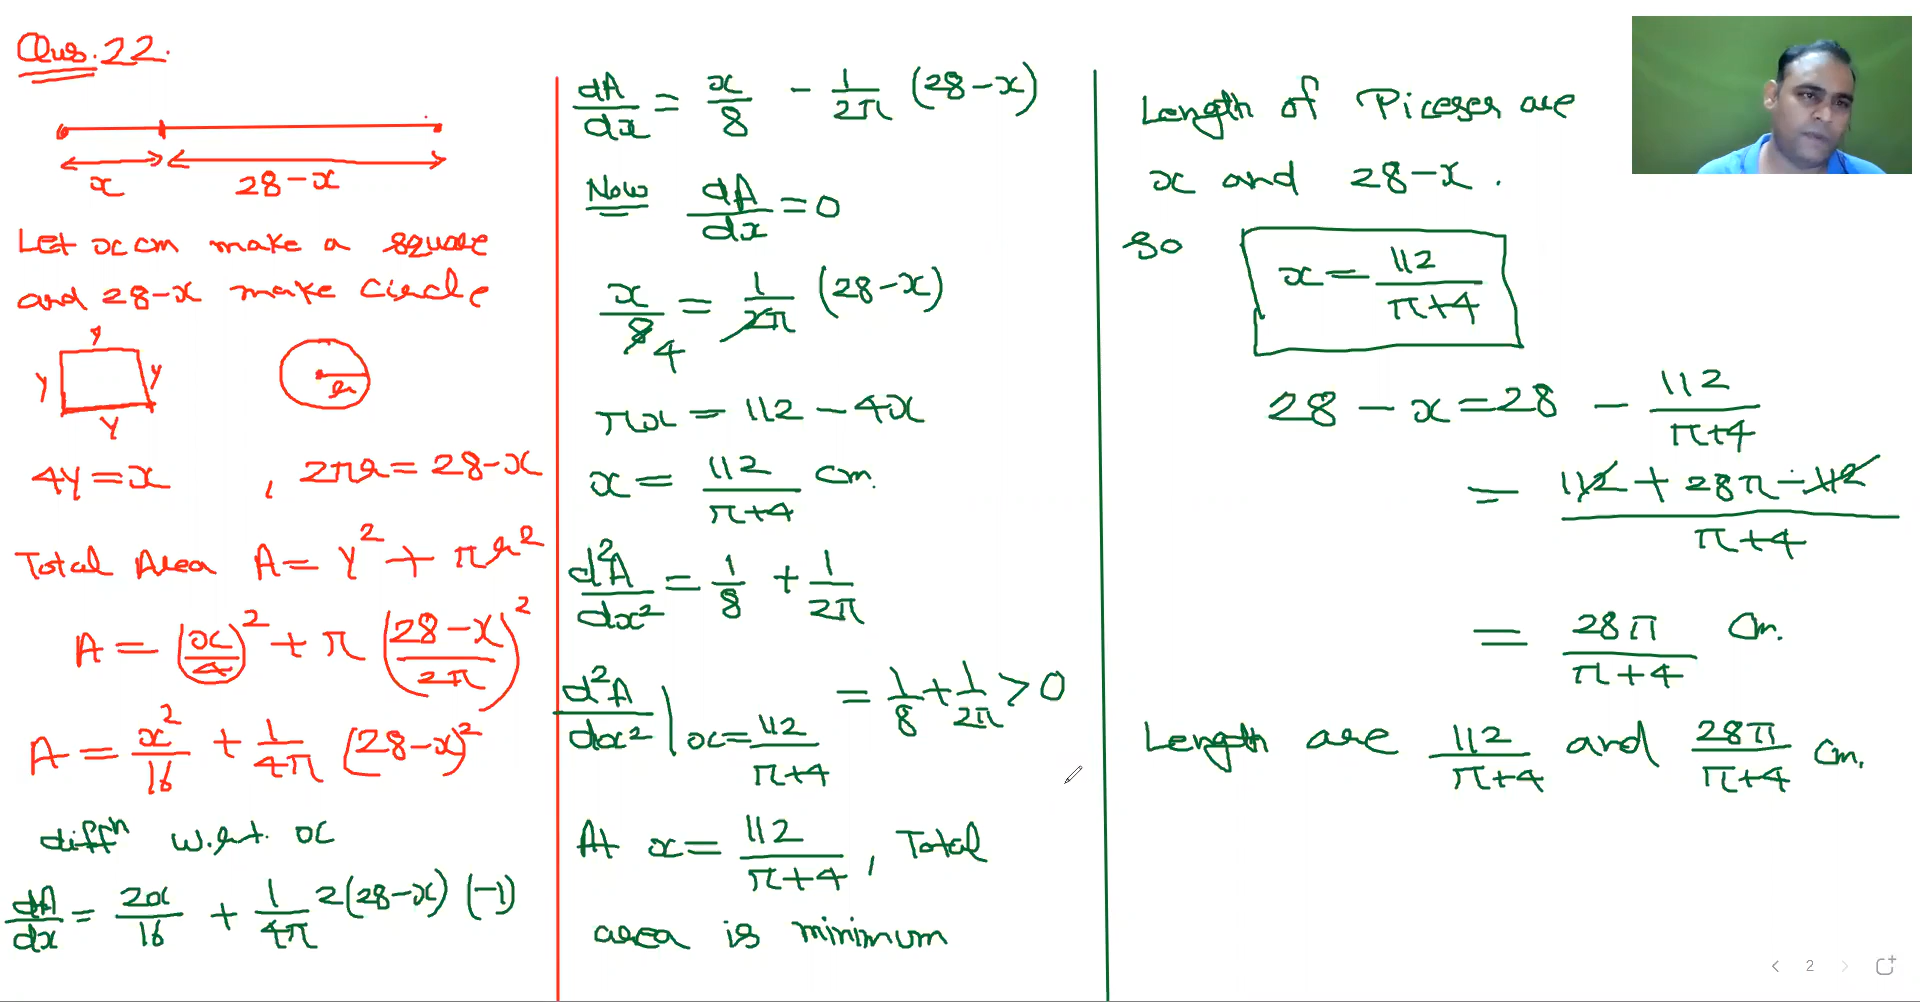 Qus. 22.
x 28-x
Let x cm make a square
and 28-x make circle
y
y y r
y
4y = x , 2πr = 28-x
Total Area A = y² + πr²
A = (x/4)² + π ((28-x)/2π)²
A = x²/16 + 1/4π (28-x)²
diffⁿ w.r.t. x
dA/dx = 2x/16 + 1/4π 2(28-x) (-1)
dA/dx = x/8 - 1/2π (28-x)
Now dA/dx = 0
x/8 = 1/2π (28-x)
4
πx = 112 - 4x
x = 112/π+4 cm.
d²A/dx² = 1/8 + 1/2π
d²A/dx² | x = 112/π+4 = 1/8 + 1/2π > 0
At x = 112/π+4 , Total
area is minimum
Length of Piceses are
x and 28-x .
so x = 112/π+4
28 - x = 28 - 112/π+4
= 112 + 28π - 112/π+4
= 28π/π+4 Cm.
Length are 112/π+4 and 28π/π+4 Cm.
2